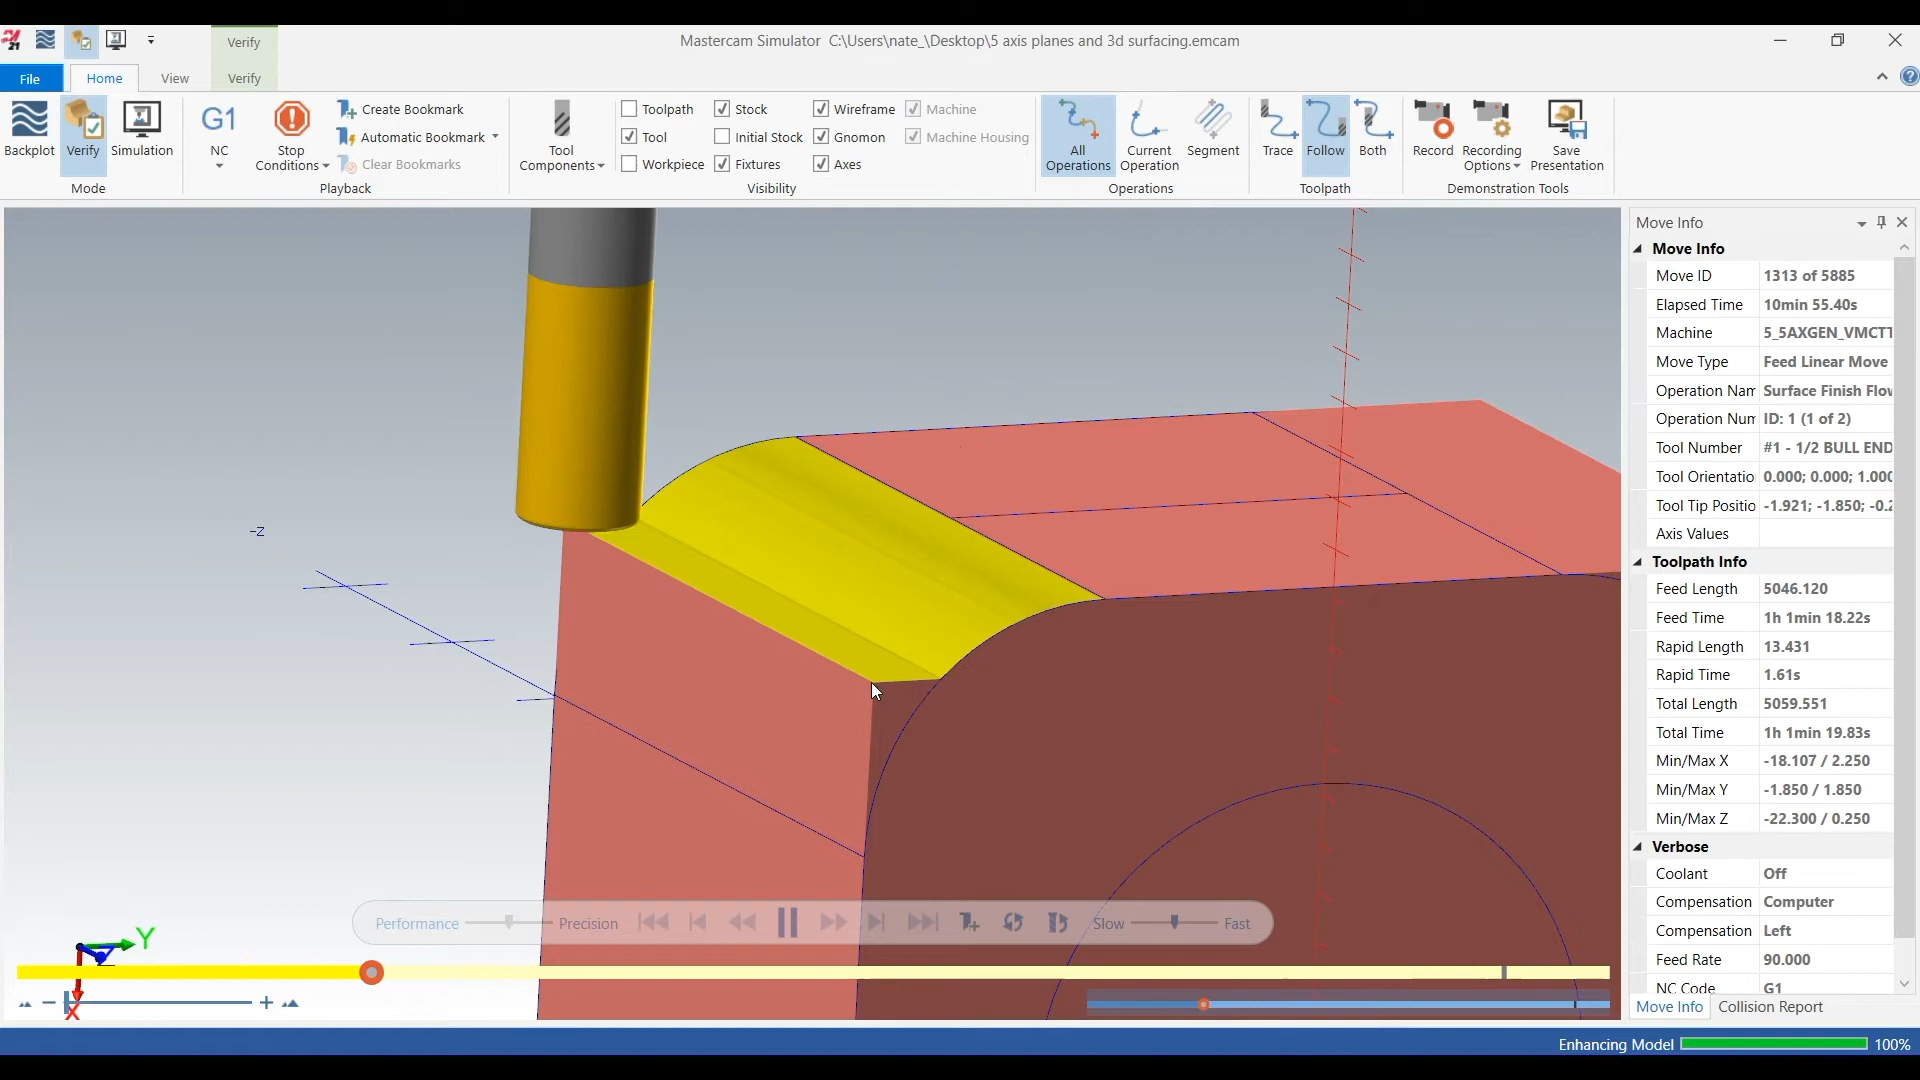 21
Verify
Mastercam Simulator C:\Users\nate_\Desktop\5 axis planes and 3d surfacing.emcam
File
Home
View
Verify
Backplot
Verify
Simulation
Mode
G1
NC
Stop
Conditions
Create Bookmark
Automatic Bookmark
Clear Bookmarks
Playback
Tool
Components
Toolpath
Tool
Workpiece
Stock
Initial Stock
Fixtures
Wireframe
Gnomon
Axes
Machine
Machine Housing
Visibility
All
Operations
Current
Operation
Segment
Operations
Trace
Follow
Both
Toolpath
Record
Recording
Options
Save
Presentation
Demonstration Tools
-Z
Y
Z
X
Performance
Precision
Slow
Fast
Move Info
Move Info
Move ID 1313 of 5885
Elapsed Time 10min 55.40s
Machine 5_5AXGEN_VMCTT
Move Type Feed Linear Move
Operation Nam Surface Finish Flow
Operation Num ID: 1 (1 of 2)
Tool Number #1 - 1/2 BULL END
Tool Orientatio 0.000; 0.000; 1.000
Tool Tip Positio -1.921; -1.850; -0.2
Axis Values
Toolpath Info
Feed Length 5046.120
Feed Time 1h 1min 18.22s
Rapid Length 13.431
Rapid Time 1.61s
Total Length 5059.551
Total Time 1h 1min 19.83s
Min/Max X -18.107 / 2.250
Min/Max Y -1.850 / 1.850
Min/Max Z -22.300 / 0.250
Verbose
Coolant Off
Compensation Computer
Compensation Left
Feed Rate 90.000
NC Code G1
Move Info
Collision Report
Enhancing Model 100%